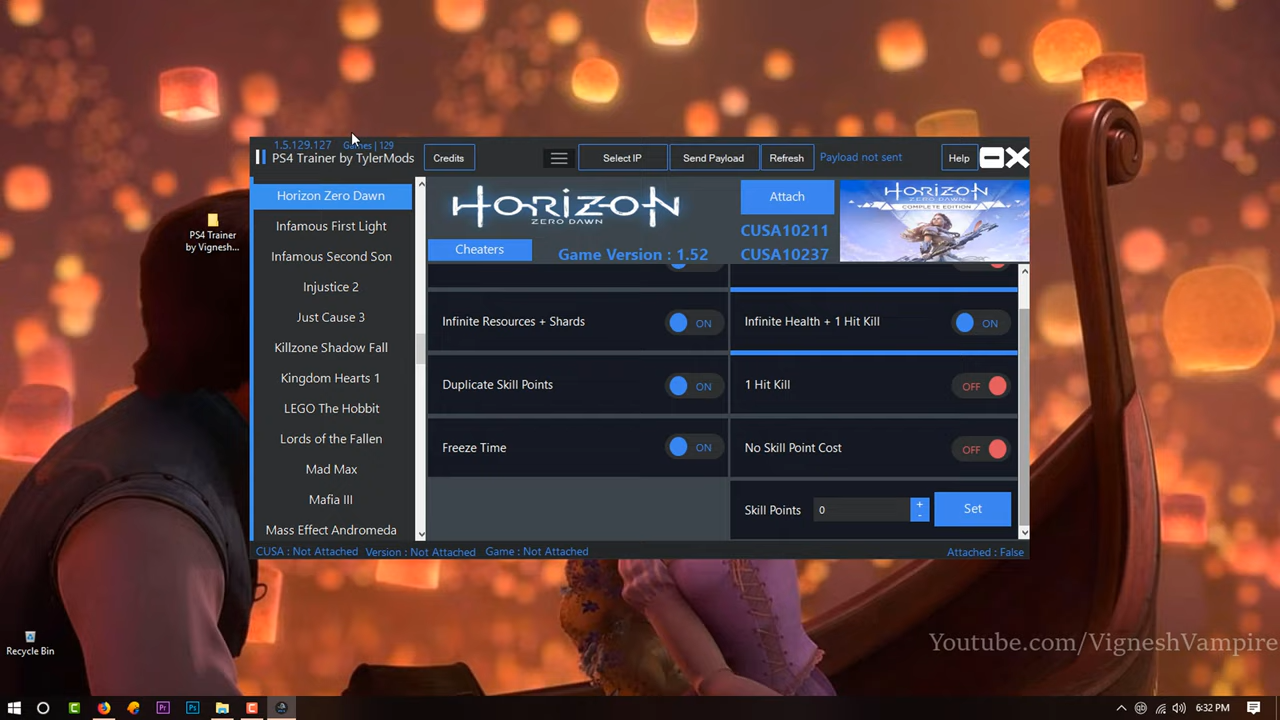 1.5.129.127 Games | 129
PS4 Trainer by TylerMods
Credits
Select IP
Send Payload
Refresh
Payload not sent
Help
Horizon Zero Dawn
Infamous First Light
Infamous Second Son
Injustice 2
Just Cause 3
Killzone Shadow Fall
Kingdom Hearts 1
LEGO The Hobbit
Lords of the Fallen
Mad Max
Mafia III
Mass Effect Andromeda
HORIZON
ZERO DAWN
Cheaters
Game Version : 1.52
Attach
CUSA10211
CUSA10237
HORIZON
ZERO DAWN
COMPLETE EDITION
Infinite Resources + Shards ON
Infinite Health + 1 Hit Kill ON
Duplicate Skill Points ON
1 Hit Kill OFF
Freeze Time ON
No Skill Point Cost OFF
Skill Points 0 + - Set
CUSA : Not Attached Version : Not Attached Game : Not Attached Attached : False
PS4 Trainer
by Vignesh...
Recycle Bin
Youtube.com/VigneshVampire
Pr
Ps
6:32 PM